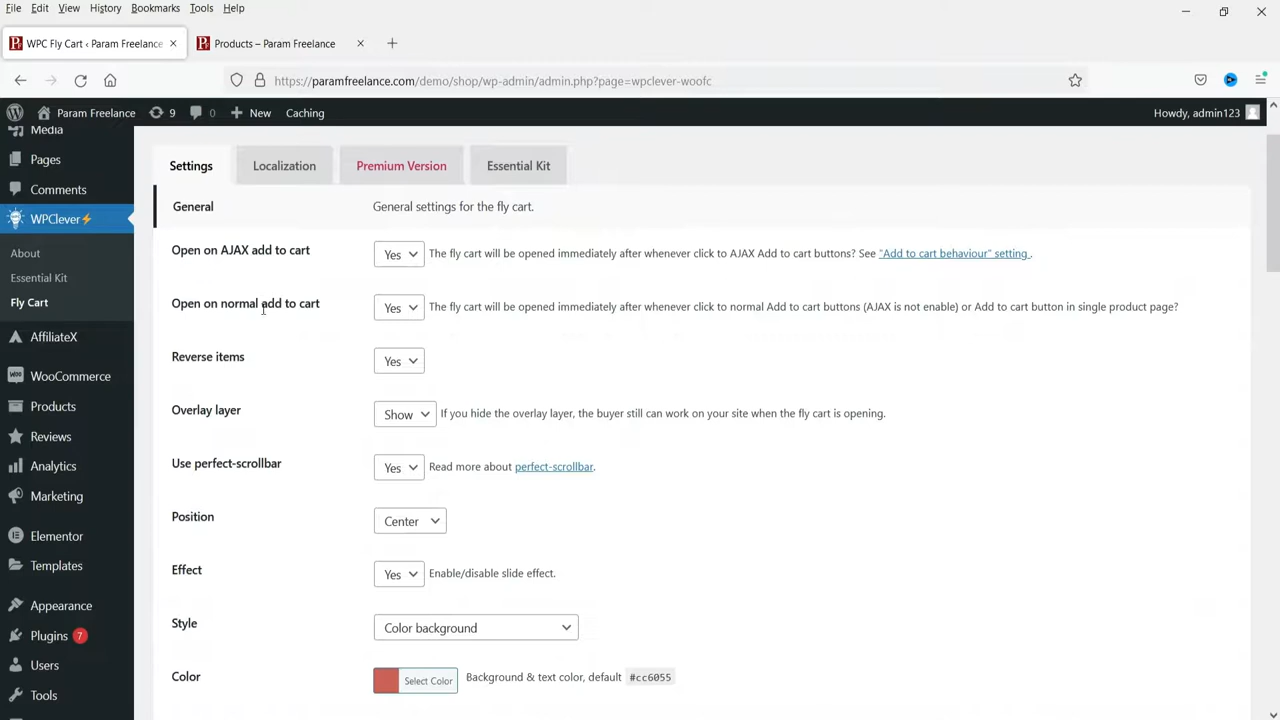 File Edit View History Bookmarks Tools Help
WPC Fly Cart ‹ Param Freelance
Products – Param Freelance
https://paramfreelance.com/demo/shop/wp-admin/admin.php?page=wpclever-woofc
Param Freelance 9 0 New Caching Howdy, admin123
Media
Pages
Comments
WPClever⚡
About
Essential Kit
Fly Cart
AffiliateX
WooCommerce
Products
Reviews
Analytics
Marketing
Elementor
Templates
Appearance
Plugins 7
Users
Tools
Settings Localization Premium Version Essential Kit
General General settings for the fly cart.
Open on AJAX add to cart Yes The fly cart will be opened immediately after whenever click to AJAX Add to cart buttons? See "Add to cart behaviour" setting .
Open on normal add to cart Yes The fly cart will be opened immediately after whenever click to normal Add to cart buttons (AJAX is not enable) or Add to cart button in single product page?
Reverse items Yes
Overlay layer Show If you hide the overlay layer, the buyer still can work on your site when the fly cart is opening.
Use perfect-scrollbar Yes Read more about perfect-scrollbar.
Position Center
Effect Yes Enable/disable slide effect.
Style Color background
Color Select Color Background & text color, default #cc6055